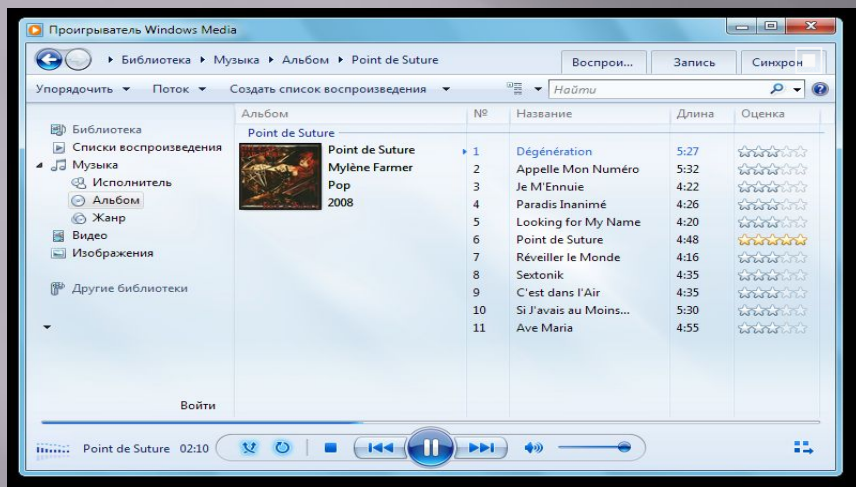 Проигрыватель Windows Media
Библиотека Музыка Альбом Point de Suture
Воспрои... Запись Синхрон
Упорядочить Поток Создать список воспроизведения Найти
Альбом № Название Длина Оценка
Библиотека
Списки воспроизведения
Музыка
Исполнитель
Альбом
Жанр
Видео
Изображения
Другие библиотеки
Войти
Point de Suture
Point de Suture
Mylène Farmer
Pop
2008
1 Dégénération 5:27
2 Appelle Mon Numéro 5:32
3 Je M'Ennuie 4:22
4 Paradis Inanimé 4:26
5 Looking for My Name 4:20
6 Point de Suture 4:48
7 Réveiller le Monde 4:16
8 Sextonik 4:35
9 C'est dans l'Air 4:35
10 Si J'avais au Moins... 5:30
11 Ave Maria 4:55
Point de Suture 02:10